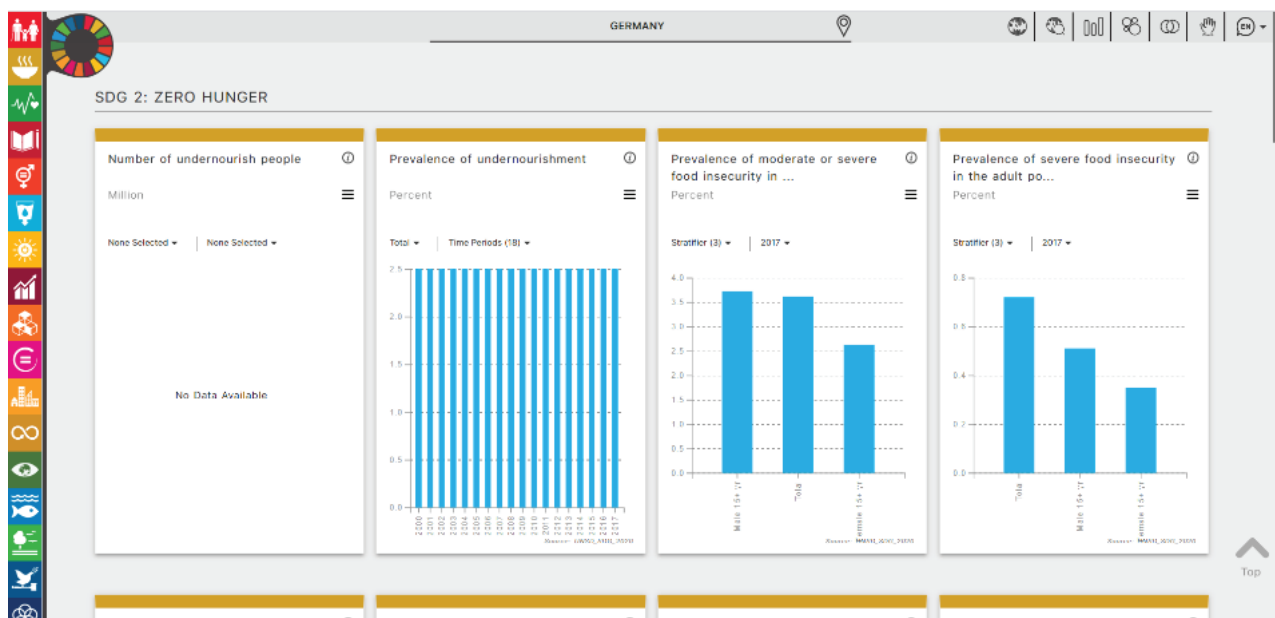 GERMANY
EN
SDG 2: ZERO HUNGER
Number of undernourish people
Million
None Selected
None Selected
No Data Available
Prevalence of undernourishment
Percent
Total
Time Periods (18)
2.5
2.0
1.5
1.0
0.5
0.0
2000
2001
2002
2003
2004
2005
2006
2007
2008
2009
2010
2011
2012
2013
2014
2015
2016
2017
Prevalence of moderate or severe
food insecurity in ...
Percent
Stratifier (3)
2017
4.0
3.5
3.0
2.5
2.0
1.5
1.0
0.5
0.0
Male 15+ Yr
Tota
emale 15+ Yr
Prevalence of severe food insecurity
in the adult po...
Percent
Stratifier (3)
2017
0.8
0.6
0.4
0.2
0.0
Tota
Male 15+ Yr
emale 15+ Yr
Top